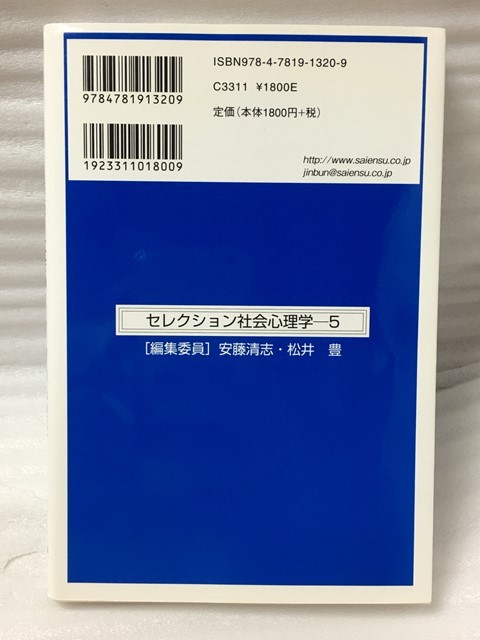 ISBN978-4-7819-1320-9
9784781913209
C3311 ¥1800E
定価(本体1800円+税)
1923311018009
http://www.saiensu.co.jp
jinbun@saiensu.co.jp
セレクション社会心理学—5
[編集委員] 安藤清志・松井 豊